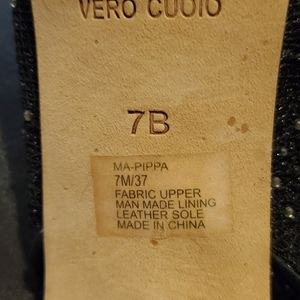 VERO CUOIO
7B
MA-PIPPA
7M/37
FABRIC UPPER
MAN MADE LINING
LEATHER SOLE
MADE IN CHINA